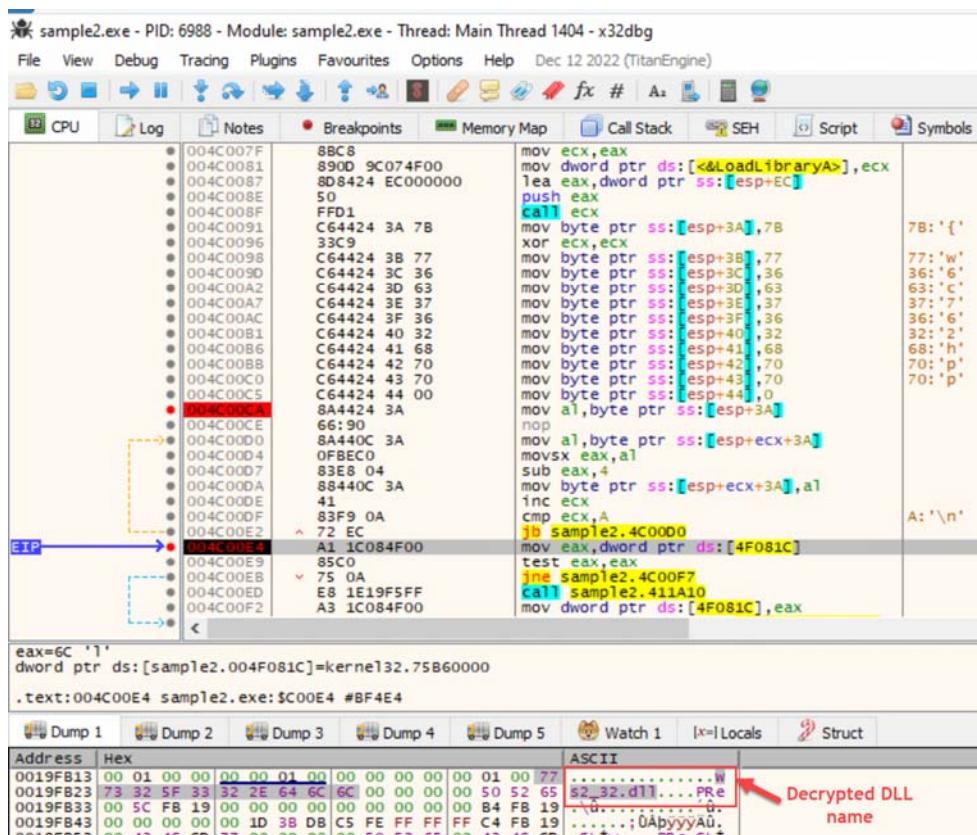 sample2.exe - PID: 6988 - Module: sample2.exe - Thread: Main Thread 1404 - x32dbg
File View Debug Tracing Plugins Favourites Options Help Dec 12 2022 (TitanEngine)
CPU Log Notes Breakpoints Memory Map Call Stack SEH Script Symbols
004C007F 8BC8 mov ecx,eax
004C0081 890D 9C074F00 mov dword ptr ds:[<&LoadLibraryA>],ecx
004C0087 8D8424 EC000000 lea eax,dword ptr ss:[esp+EC]
004C008E 50 push eax
004C008F FFD1 call ecx
004C0091 C64424 3A 7B mov byte ptr ss:[esp+3A],7B 7B:'{'
004C0096 33C9 xor ecx,ecx
004C0098 C64424 3B 77 mov byte ptr ss:[esp+3B],77 77:'w'
004C009D C64424 3C 36 mov byte ptr ss:[esp+3C],36 36:'6'
004C00A2 C64424 3D 63 mov byte ptr ss:[esp+3D],63 63:'c'
004C00A7 C64424 3E 37 mov byte ptr ss:[esp+3E],37 37:'7'
004C00AC C64424 3F 36 mov byte ptr ss:[esp+3F],36 36:'6'
004C00B1 C64424 40 32 mov byte ptr ss:[esp+40],32 32:'2'
004C00B6 C64424 41 68 mov byte ptr ss:[esp+41],68 68:'h'
004C00BB C64424 42 70 mov byte ptr ss:[esp+42],70 70:'p'
004C00C0 C64424 43 70 mov byte ptr ss:[esp+43],70 70:'p'
004C00C5 C64424 44 00 mov byte ptr ss:[esp+44],0
004C00CA 8A4424 3A mov al,byte ptr ss:[esp+3A]
004C00CE 66:90 nop
004C00D0 8A440C 3A mov al,byte ptr ss:[esp+ecx+3A]
004C00D4 0FBEC0 movsx eax,al
004C00D7 83E8 04 sub eax,4
004C00DA 88440C 3A mov byte ptr ss:[esp+ecx+3A],al
004C00DE 41 inc ecx
004C00DF 83F9 0A cmp ecx,A A:'\n'
004C00E2 72 EC jb sample2.4C00D0
EIP 004C00E4 A1 1C084F00 mov eax,dword ptr ds:[4F081C]
004C00E9 85C0 test eax,eax
004C00EB 75 0A jne sample2.4C00F7
004C00ED E8 1E19F5FF call sample2.411A10
004C00F2 A3 1C084F00 mov dword ptr ds:[4F081C],eax
eax=6C 'l'
dword ptr ds:[sample2.004F081C]=kernel32.75B60000
.text:004C00E4 sample2.exe:$C00E4 #BF4E4
Dump 1 Dump 2 Dump 3 Dump 4 Dump 5 Watch 1 [x=] Locals Struct
Address Hex ASCII
0019FB13 00 01 00 00 00 00 01 00 00 00 00 00 00 01 00 77 ...............w
0019FB23 73 32 5F 33 32 2E 64 6C 6C 00 00 00 00 50 52 65 s2_32.dll....PRe
0019FB33 00 5C FB 19 00 00 00 00 00 00 00 00 00 B4 FB 19
0019FB43 00 00 00 00 00 1D 3B DB C5 FE FF FF FF C4 FB 19 ......;ÛÅþÿÿÿÄû.
Decrypted DLL
name